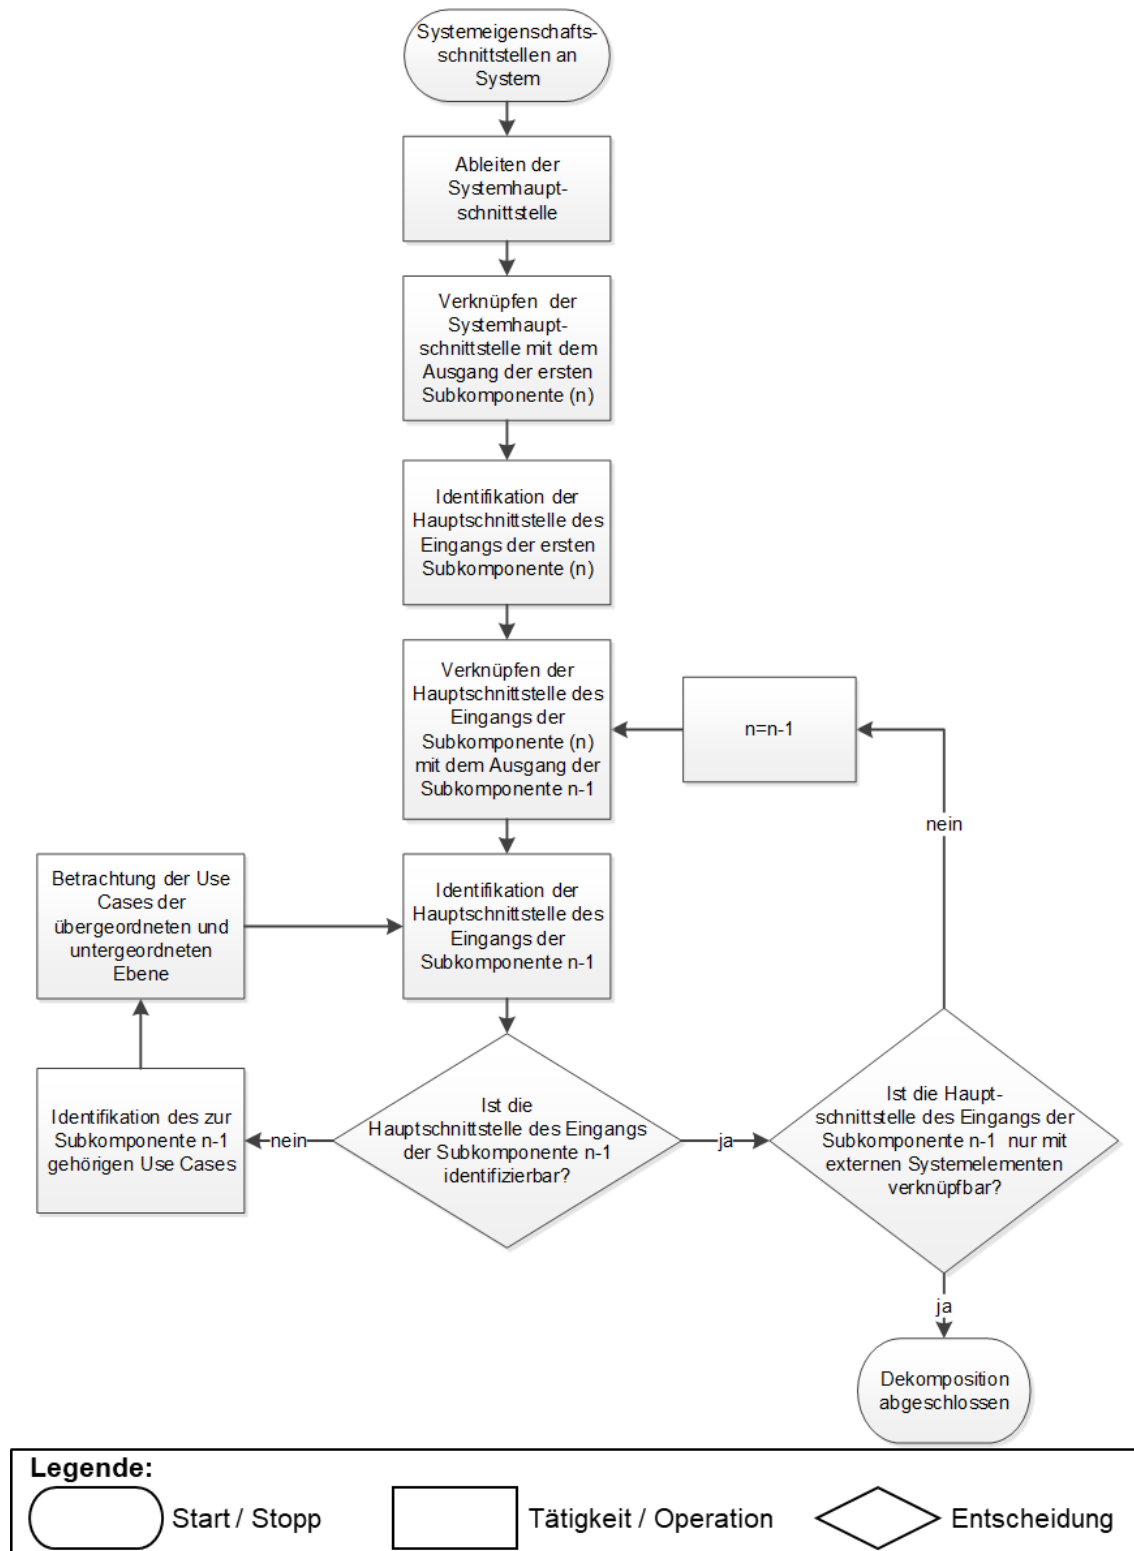 Systemeigenschafts-
schnittstellen an
System
Ableiten der
Systemhaupt-
schnittstelle
Verknüpfen der
Systemhaupt-
schnittstelle mit dem
Ausgang der ersten
Subkomponente (n)
Identifikation der
Hauptschnittstelle des
Eingangs der ersten
Subkomponente (n)
Verknüpfen der
Hauptschnittstelle des
Eingangs der
Subkomponente (n)
mit dem Ausgang der
Subkomponente n-1
n=n-1
nein
Betrachtung der Use
Cases der
übergeordneten und
untergeordneten
Ebene
Identifikation der
Hauptschnittstelle des
Eingangs der
Subkomponente n-1
Identifikation des zur
Subkomponente n-1
gehörigen Use Cases
nein
Ist die
Hauptschnittstelle des Eingangs
der Subkomponente n-1
identifizierbar?
ja
Ist die Haupt-
schnittstelle des Eingangs der
Subkomponente n-1 nur mit
externen Systemelementen
verknüpfbar?
ja
Dekomposition
abgeschlossen
Legende:
Start / Stopp
Tätigkeit / Operation
Entscheidung